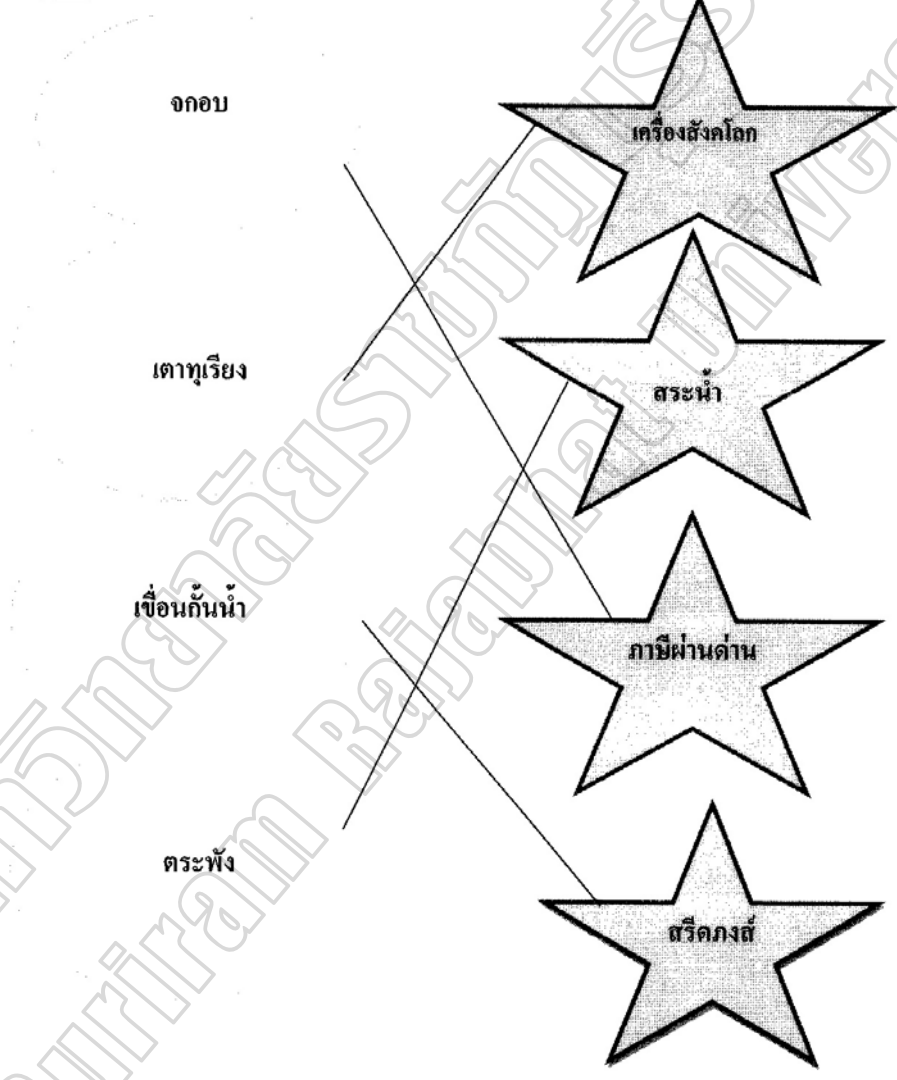 จกอบ
เครื่องสังคโลก
เตาทุเรียง
สระน้ำ
เขื่อนกั้นน้ำ
ภาษีผ่านด่าน
ตระพัง
สรีดภงส์